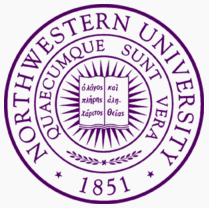 NORTHWESTERN UNIVERSITY
QUAECUMQUE SUNT VERA
ὁ λόγος
πλήρης
χάριτος
καὶ
ἀλη-
θείας
• 1851 •